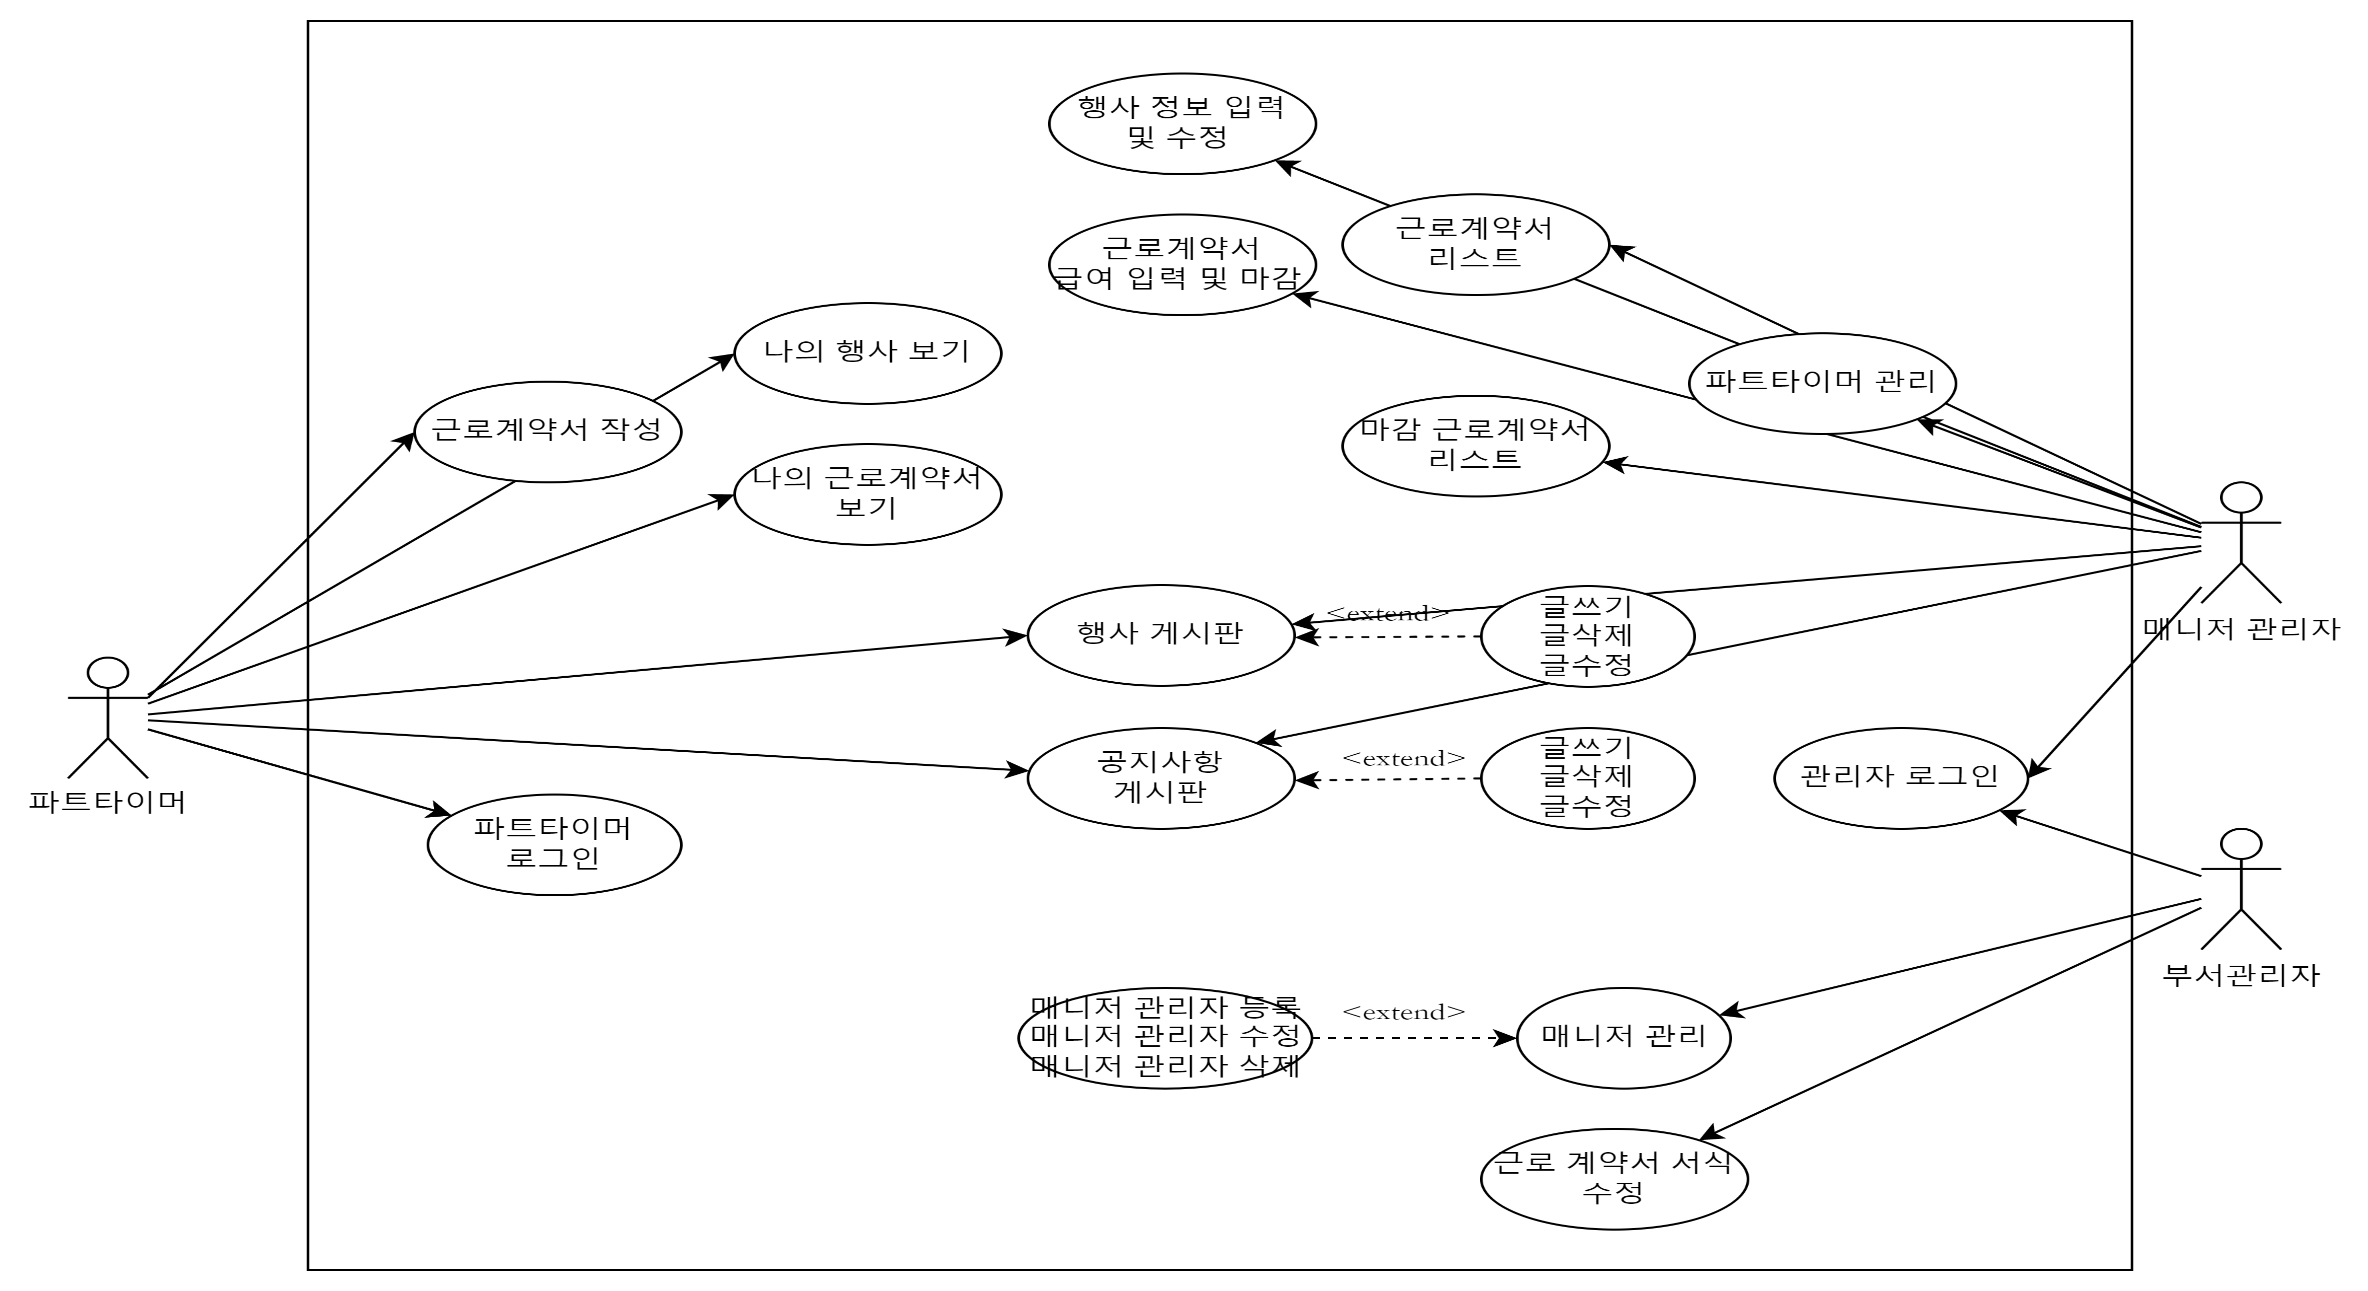 행사 정보 입력
및 수정
근로계약서
리스트
근로계약서
급여 입력 및 마감
나의 행사 보기
파트타이머 관리
근로계약서 작성
마감 근로계약서
리스트
나의 근로계약서
보기
행사 게시판
<extend>
글쓰기
글삭제
글수정
매니저 관리자
공지사항
게시판
<extend>
글쓰기
글삭제
글수정
관리자 로그인
파트타이머
파트타이머
로그인
부서관리자
매니저 관리자 등록
매니저 관리자 수정
매니저 관리자 삭제
<extend>
매니저 관리
근로 계약서 서식
수정